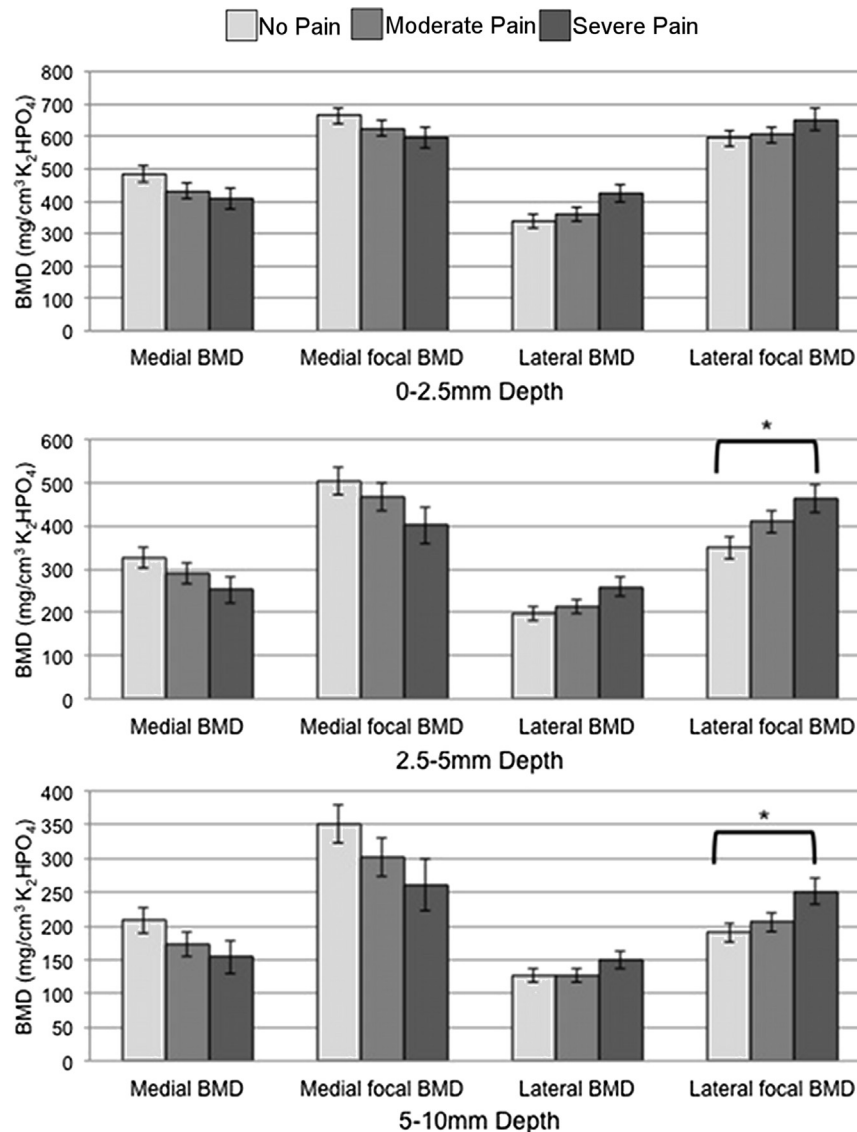 No Pain Moderate Pain Severe Pain
BMD (mg/cm³ K₂HPO₄)
800
700
600
500
400
300
200
100
0
Medial BMD Medial focal BMD Lateral BMD Lateral focal BMD
0-2.5mm Depth
*
BMD (mg/cm³ K₂HPO₄)
600
500
400
300
200
100
0
Medial BMD Medial focal BMD Lateral BMD Lateral focal BMD
2.5-5mm Depth
*
BMD (mg/cm³ K₂HPO₄)
400
350
300
250
200
150
100
50
0
Medial BMD Medial focal BMD Lateral BMD Lateral focal BMD
5-10mm Depth